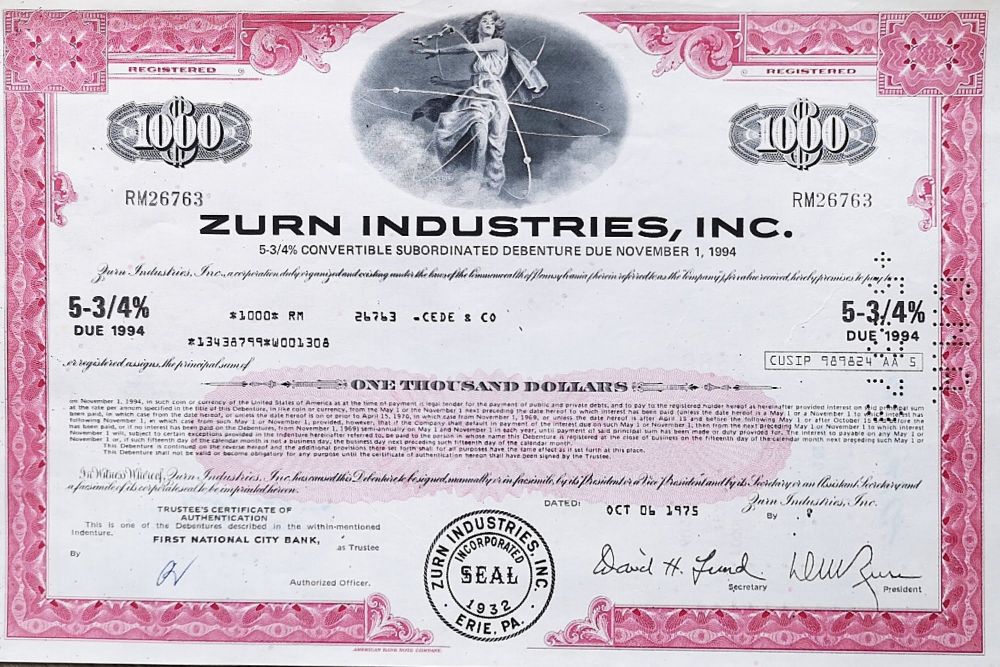 REGISTERED REGISTERED
1000 1000
RM26763 RM26763
ZURN INDUSTRIES, INC.
5-3/4% CONVERTIBLE SUBORDINATED DEBENTURE DUE NOVEMBER 1, 1994
Zurn Industries, Inc., a corporation duly organized and existing under the laws of the Commonwealth of Pennsylvania (herein referred to as the Company), for value received, hereby promises to pay to
5-3/4% 5-3/4%
DUE 1994 DUE 1994
*1000* RM 26763 -CEDE & CO
*13438799*W001308
CUSIP 989824 AA 5
or registered assigns, the principal sum of
ONE THOUSAND DOLLARS
on November 1, 1994, in such coin or currency of the United States of America as at the time of payment is legal tender for the payment of public and private debts, and to pay to the registered holder hereof as hereinafter provided interest on said principal sum
at the rate per annum specified in the title of this Debenture, in like coin or currency, from the May 1 or the November 1 next preceding the date hereof to which interest has been paid (unless the date hereof is a May 1 or a November 1 to which interest has
been paid, in which case from the date hereof, or unless the date hereof is on or prior to April 15, 1970, in which case from November 1, 1969, or unless the date hereof is after April 15 and before the following May 1 or after October 15 and before the
following November 1, in which case from such May 1 or November 1, provided, however, that if the Company shall default in payment of the interest due on such May 1 or November 1, then from the next preceding May 1 or November 1 to which interest
has been paid, or if no interest has been paid on the Debentures, from November 1, 1969) semi-annually on May 1 and November 1 in each year, until payment of said principal sum has been made or duly provided for. The interest so payable on any May 1 or
November 1 will, subject to certain exceptions provided in the Indenture hereinafter referred to, be paid to the person in whose name this Debenture is registered at the close of business on the fifteenth day of the calendar month next preceding such May 1 or
November 1 or, if such fifteenth day of the calendar month is not a business day, the business day next preceding such fifteenth day of the calendar month.
This Debenture is continued on the reverse hereof and the additional provisions there set forth shall for all purposes have the same effect as if set forth at this place.
This Debenture shall not be valid or become obligatory for any purpose until the certificate of authentication hereon shall have been signed by the Trustee.
In Witness Whereof, Zurn Industries, Inc. has caused this Debenture to be signed, manually or in facsimile, by its President or a Vice President and by its Secretary or an Assistant Secretary and
a facsimile of its corporate seal to be imprinted hereon.
TRUSTEE'S CERTIFICATE OF
AUTHENTICATION
This is one of the Debentures described in the within-mentioned
Indenture.
FIRST NATIONAL CITY BANK,
as Trustee
By
Authorized Officer.
DATED: OCT 06 1975
Zurn Industries, Inc.
By
ZURN INDUSTRIES, INC.
INCORPORATED
SEAL
1932
ERIE, PA.
David H. Lund
Secretary
President
AMERICAN BANK NOTE COMPANY